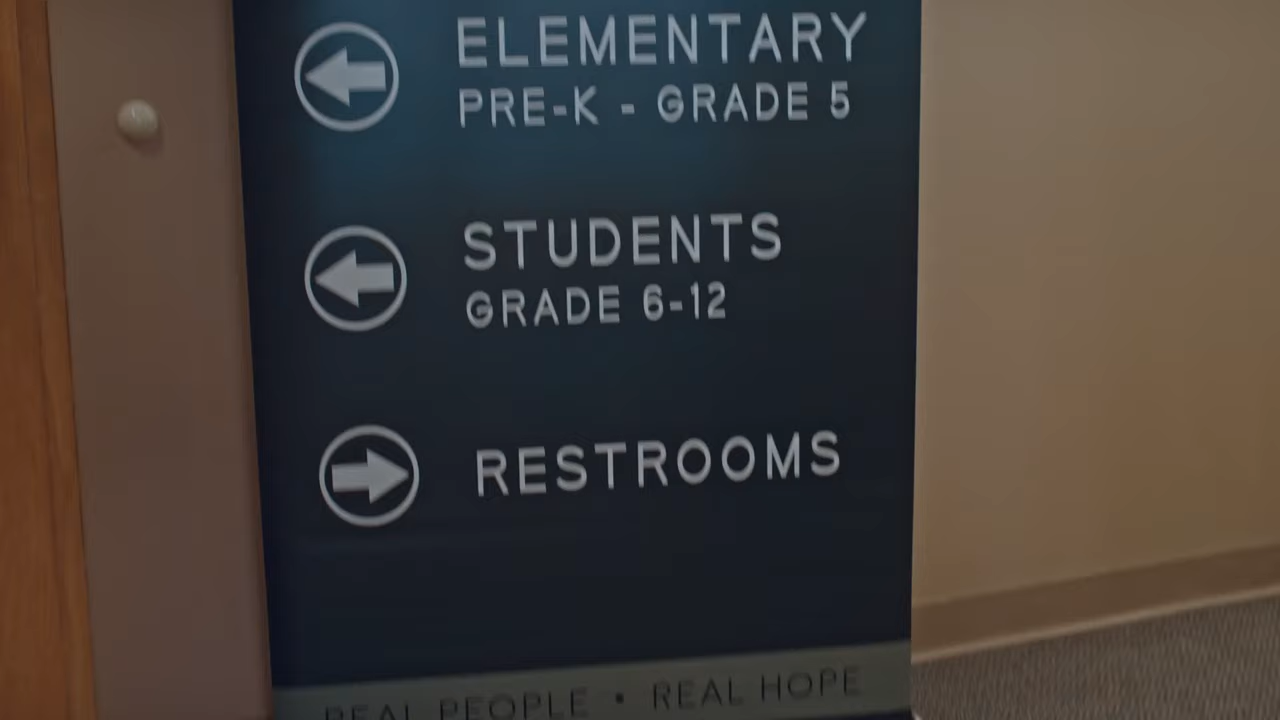 ELEMENTARY
PRE-K - GRADE 5
STUDENTS
GRADE 6-12
RESTROOMS
REAL PEOPLE • REAL HOPE